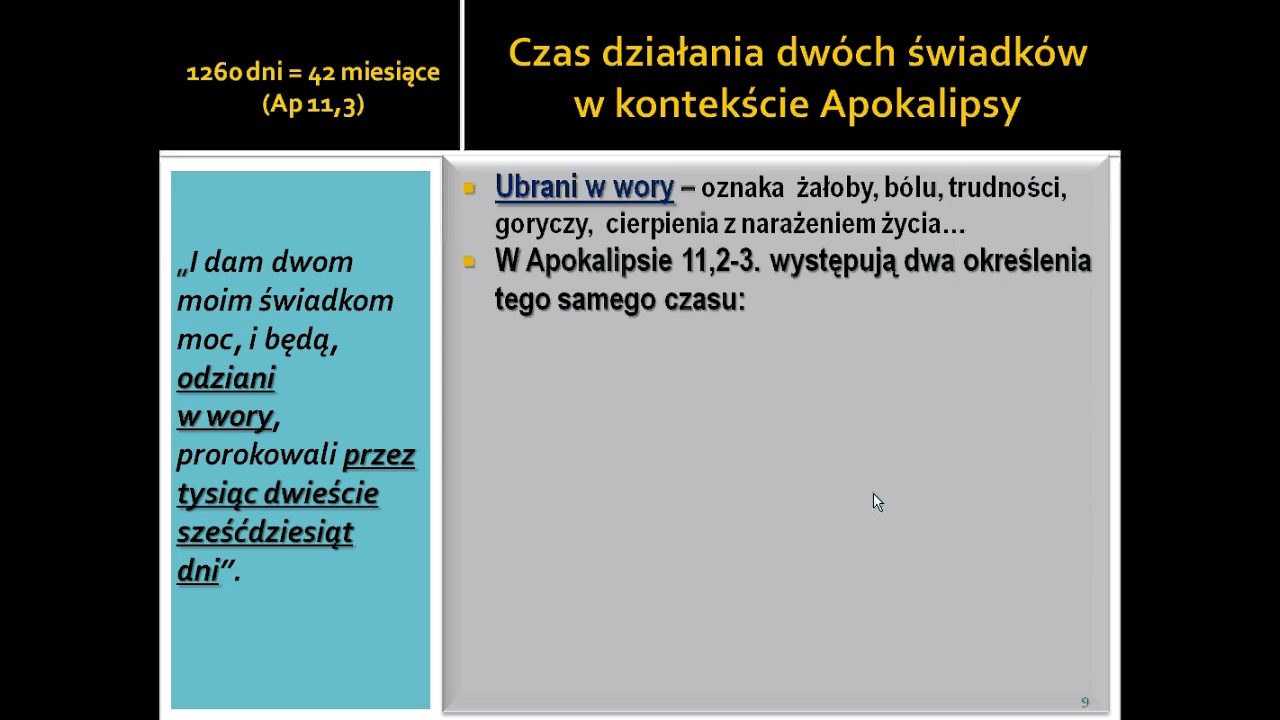 1260 dni = 42 miesiące
(Ap 11,3)
Czas działania dwóch świadków
w kontekście Apokalipsy
„I dam dwom
moim świadkom
moc, i będą,
odziani
w wory,
prorokowali przez
tysiąc dwieście
sześćdziesiąt
dni”.
Ubrani w wory – oznaka żałoby, bólu, trudności,
goryczy, cierpienia z narażeniem życia…
W Apokalipsie 11,2-3. występują dwa określenia
tego samego czasu:
9